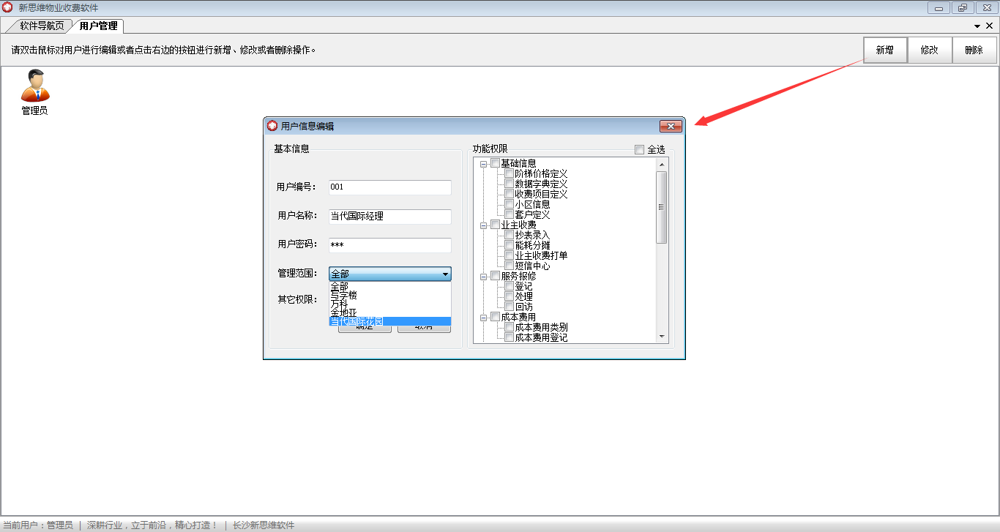 新思维物业收费软件
软件导航页 用户管理
请双击鼠标对用户进行编辑或者点击右边的按钮进行新增、修改或者删除操作。
新增 修改 删除
管理员
用户信息编辑
基本信息
用户编号： 001
用户名称： 当代国际经理
用户密码： ***
管理范围： 全部
全部
写字楼
万科
金地亚
当代国际花园
其它权限：
确定 取消
功能权限 全选
基础信息
阶梯价格定义
数据字典定义
收费项目定义
小区信息
套户定义
业主收费
抄表录入
能耗分摊
业主收费打单
短信中心
服务报修
登记
处理
回访
成本费用
成本费用类别
成本费用登记
当前用户：管理员 | 深耕行业，立于前沿，精心打造！ | 长沙新思维软件